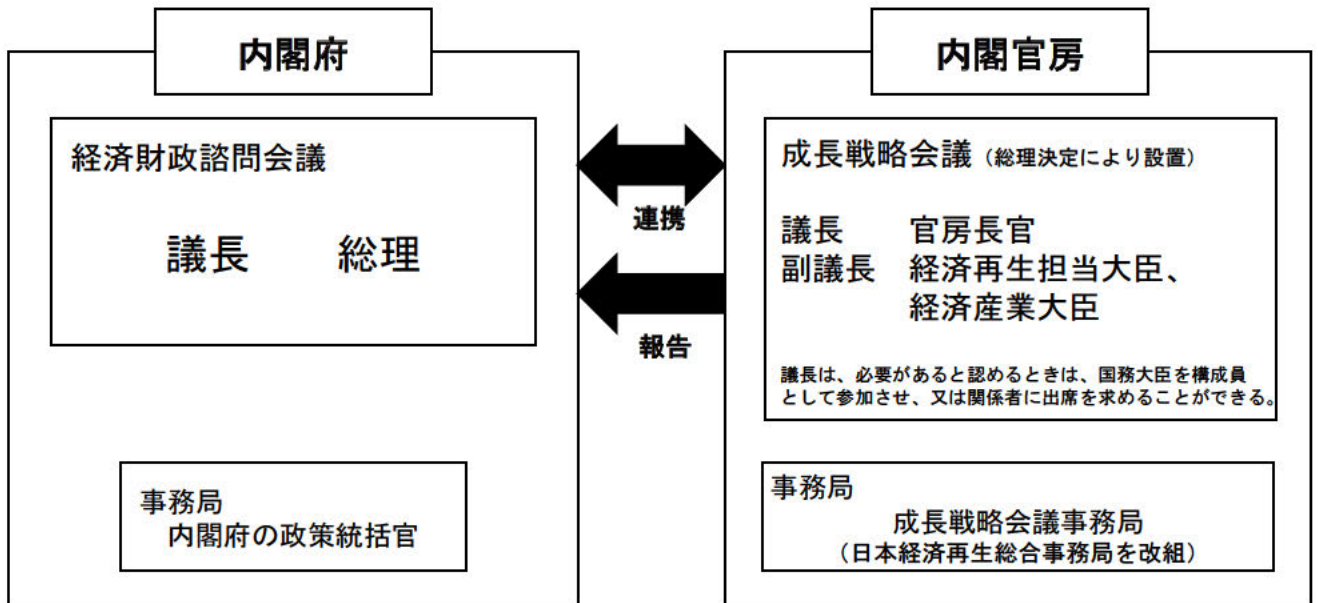 内閣府
経済財政諮問会議
議長　総理
事務局
内閣府の政策統括官
連携
報告
内閣官房
成長戦略会議（総理決定により設置）
議長　官房長官
副議長　経済再生担当大臣、
経済産業大臣
議長は、必要があると認めるときは、国務大臣を構成員
として参加させ、又は関係者に出席を求めることができる。
事務局
成長戦略会議事務局
（日本経済再生総合事務局を改組）